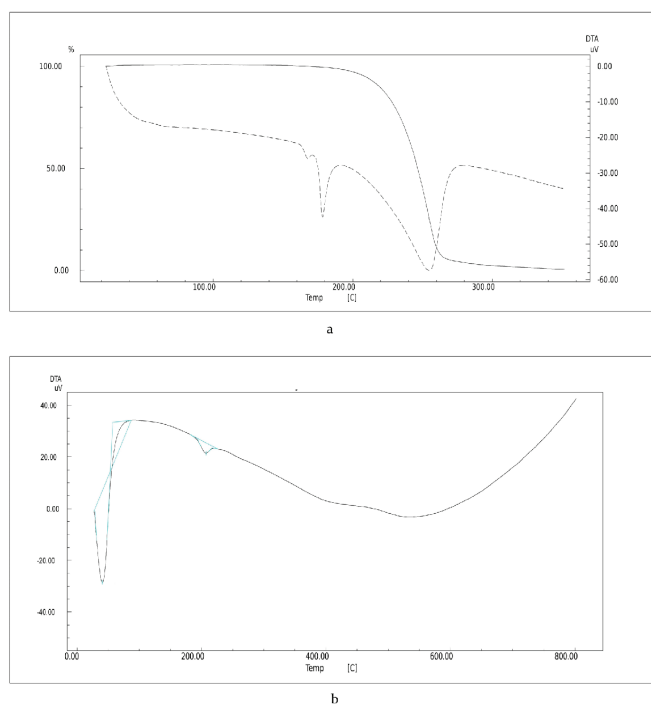 DTA
% uV
100.00 0.00
-10.00
-20.00
50.00 -30.00
-40.00
-50.00
0.00
-60.00
100.00 200.00 300.00
Temp [C]
a
DTA
uV
40.00
20.00
0.00
-20.00
-40.00
0.00 200.00 400.00 600.00 800.00
Temp [C]
b